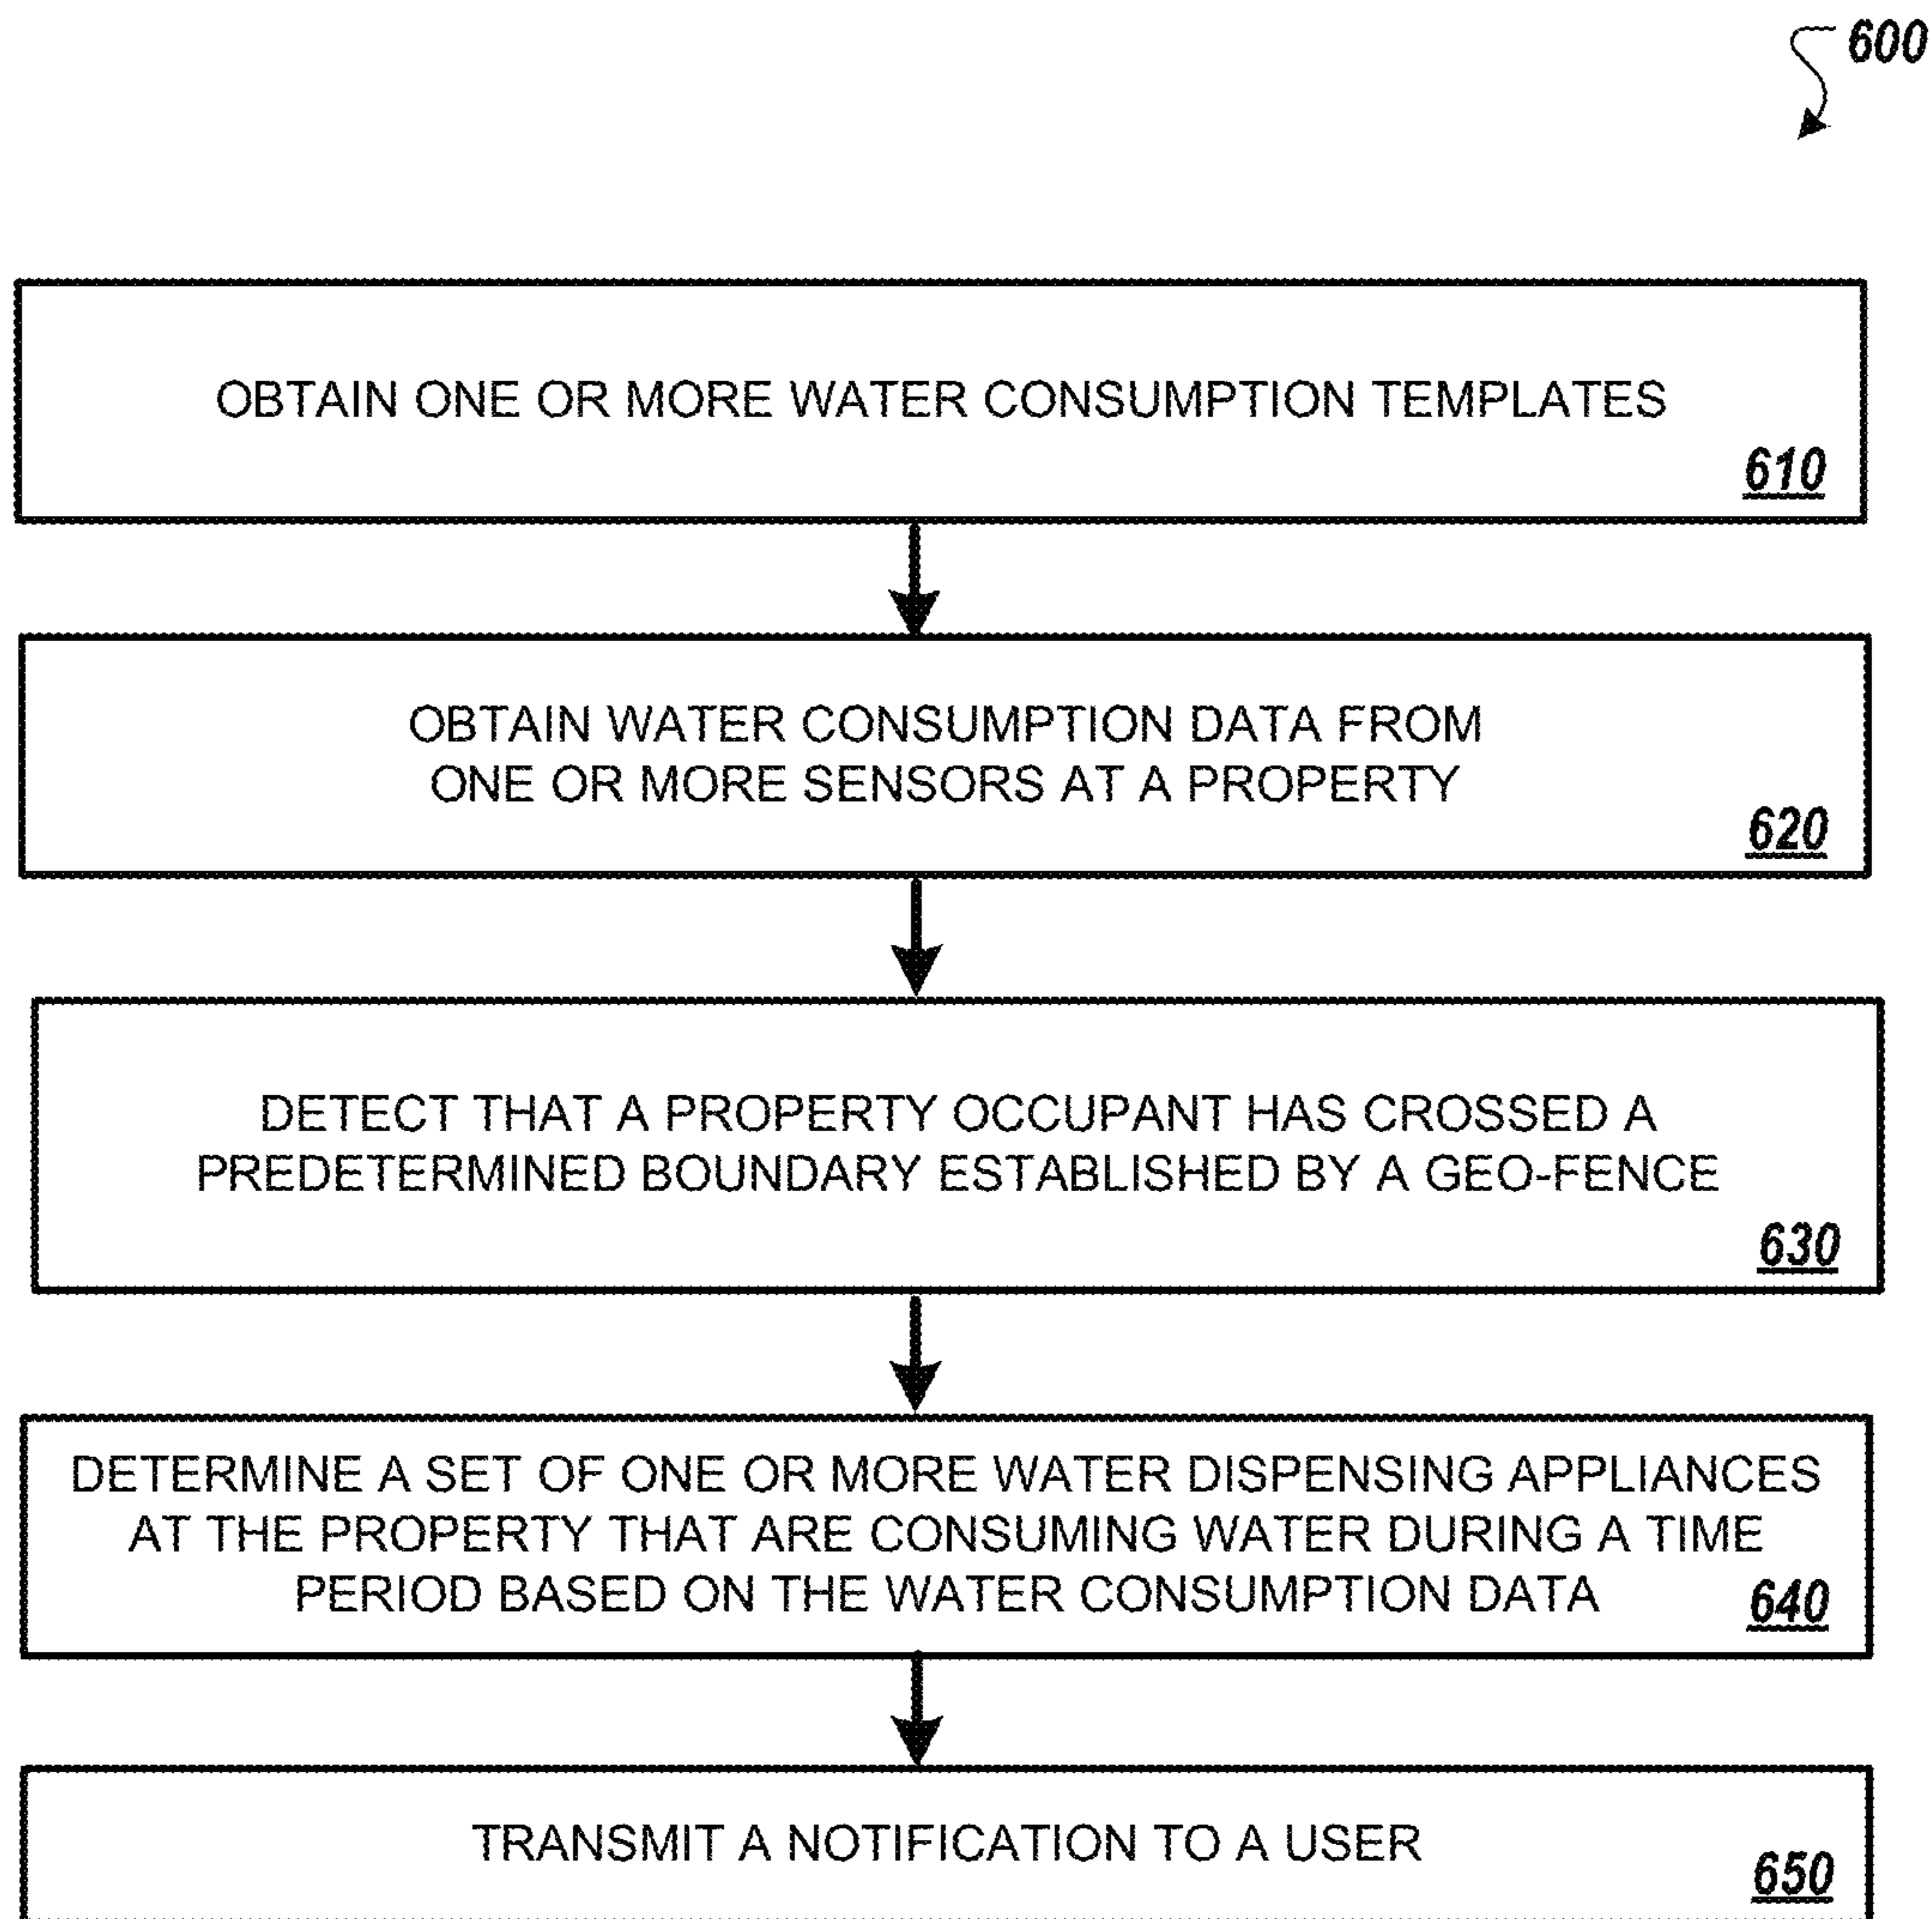 600
OBTAIN ONE OR MORE WATER CONSUMPTION TEMPLATES
610
OBTAIN WATER CONSUMPTION DATA FROM
ONE OR MORE SENSORS AT A PROPERTY
620
DETECT THAT A PROPERTY OCCUPANT HAS CROSSED A
PREDETERMINED BOUNDARY ESTABLISHED BY A GEO-FENCE
630
DETERMINE A SET OF ONE OR MORE WATER DISPENSING APPLIANCES
AT THE PROPERTY THAT ARE CONSUMING WATER DURING A TIME
PERIOD BASED ON THE WATER CONSUMPTION DATA
640
TRANSMIT A NOTIFICATION TO A USER
650